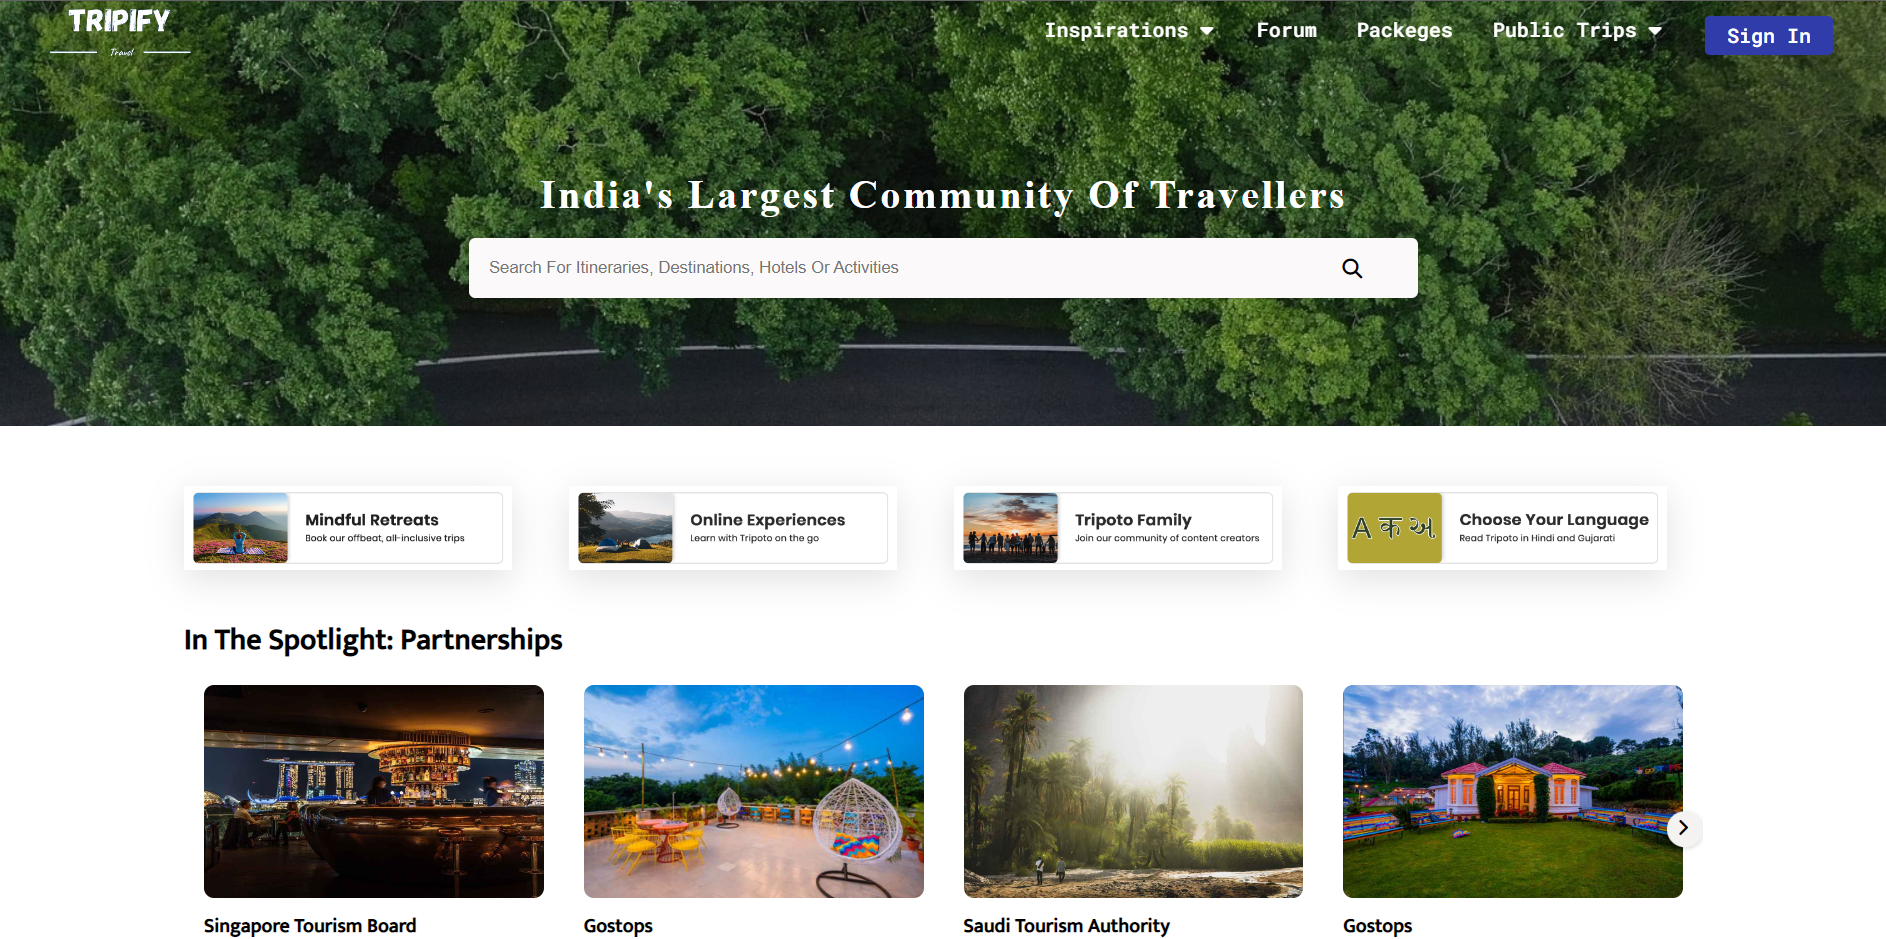 TRIPIFY
Travel
Inspirations
Forum
Packeges
Public Trips
Sign In
India's Largest Community Of Travellers
Search For Itineraries, Destinations, Hotels Or Activities
Mindful Retreats
Book our offbeat, all-inclusive trips
Online Experiences
Learn with Tripoto on the go
Tripoto Family
Join our community of content creators
A क અ
Choose Your Language
Read Tripoto in Hindi and Gujarati
In The Spotlight: Partnerships
Singapore Tourism Board
Gostops
Saudi Tourism Authority
Gostops